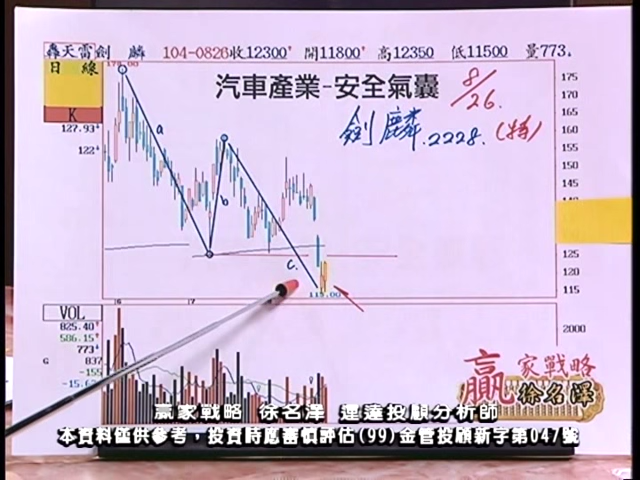 轟天雷劍 麟 104-0826收12300↑ 開11800↑ 高12350 低11500 量773↓
日 線
K
汽車產業-安全氣囊
8/26.
劍麟.2228.(特)
127.93↓
122↑
175
170
165
160
155
150
145
125
120
115
a
b
c.
115.00
6
7
VOL
825.40↑
586.15↑
773↓
G 837
-155
2000
贏家戰略
徐名澤
贏家戰略 徐名澤 運達投顧分析師
本資料僅供參考,投資時應審慎評估(99)金管投顧新字第047號